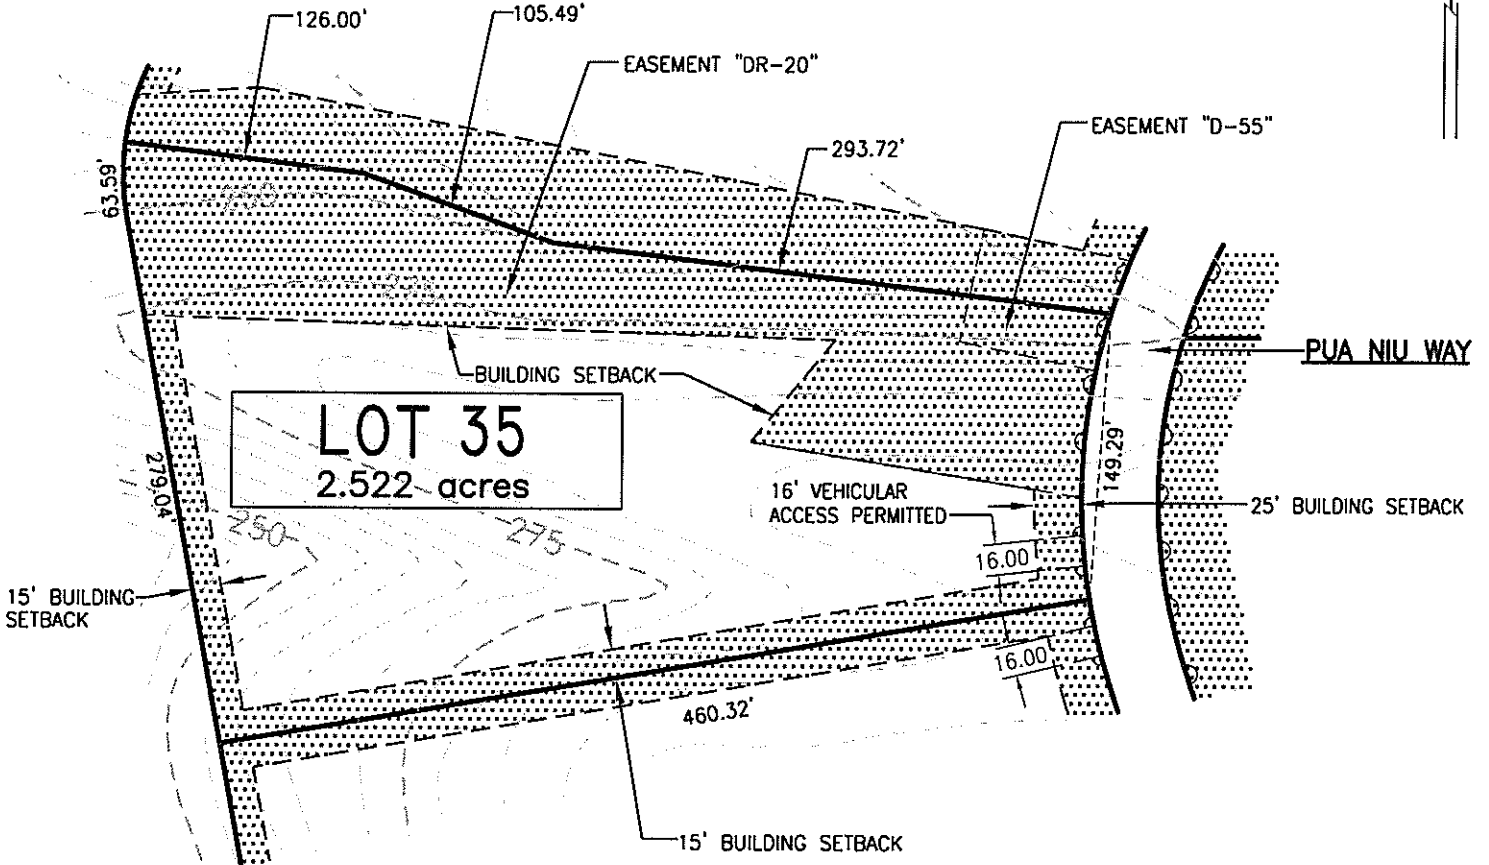 126.00'
105.49'
EASEMENT "DR-20"
EASEMENT "D-55"
293.72'
63.59'
250
275
PUA NIU WAY
BUILDING SETBACK
LOT 35
2.522 acres
149.29'
279.04'
16' VEHICULAR
ACCESS PERMITTED
25' BUILDING SETBACK
250
275
16.00
15' BUILDING
SETBACK
16.00
460.32'
15' BUILDING SETBACK